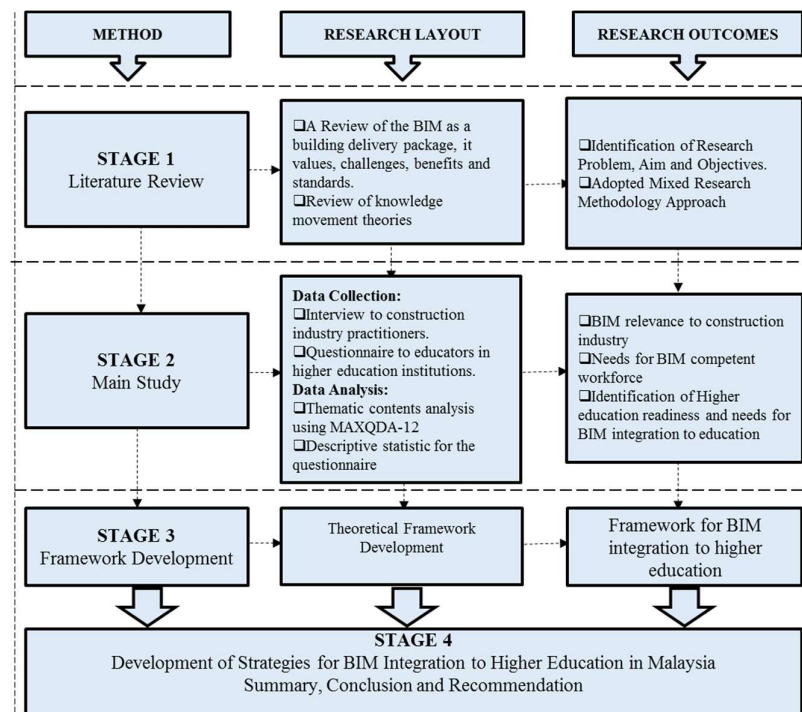 METHOD
RESEARCH LAYOUT
RESEARCH OUTCOMES
STAGE 1
Literature Review
❑A Review of the BIM as a
building delivery package, it
values, challenges, benefits and
standards.
❑Review of knowledge
movement theories
❑Identification of Research
Problem, Aim and Objectives.
❑Adopted Mixed Research
Methodology Approach
STAGE 2
Main Study
Data Collection:
❑Interview to construction
industry practitioners.
❑Questionnaire to educators in
higher education institutions.
Data Analysis:
❑Thematic contents analysis
using MAXQDA-12
❑Descriptive statistic for the
questionnaire
❑BIM relevance to construction
industry
❑Needs for BIM competent
workforce
❑Identification of Higher
education readiness and needs for
BIM integration to education
STAGE 3
Framework Development
Theoretical Framework
Development
Framework for BIM
integration to higher
education
STAGE 4
Development of Strategies for BIM Integration to Higher Education in Malaysia
Summary, Conclusion and Recommendation